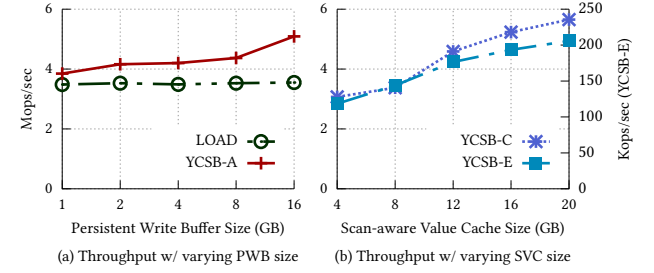 6
4
2
0
Mops/sec
LOAD
YCSB-A
1
2
4
8
16
Persistent Write Buffer Size (GB)
(a) Throughput w/ varying PWB size
6
4
2
0
250
200
150
100
50
0
Kops/sec (YCSB-E)
YCSB-C
YCSB-E
4
8
12
16
20
Scan-aware Value Cache Size (GB)
(b) Throughput w/ varying SVC size